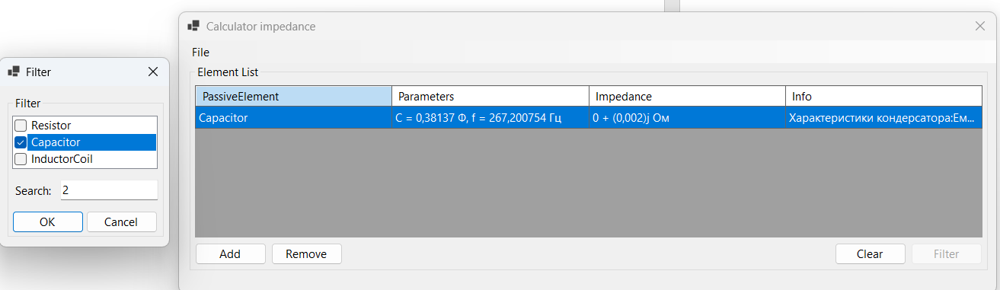 Filter
Filter
Resistor
Capacitor
InductorCoil
Search: 2
OK Cancel
Calculator impedance
File
Element List
PassiveElement Parameters Impedance Info
Capacitor C = 0,38137 Ф, f = 267,200754 Гц 0 + (0,002)j Ом Характеристики кондерсатора:Ем...
Add Remove Clear Filter